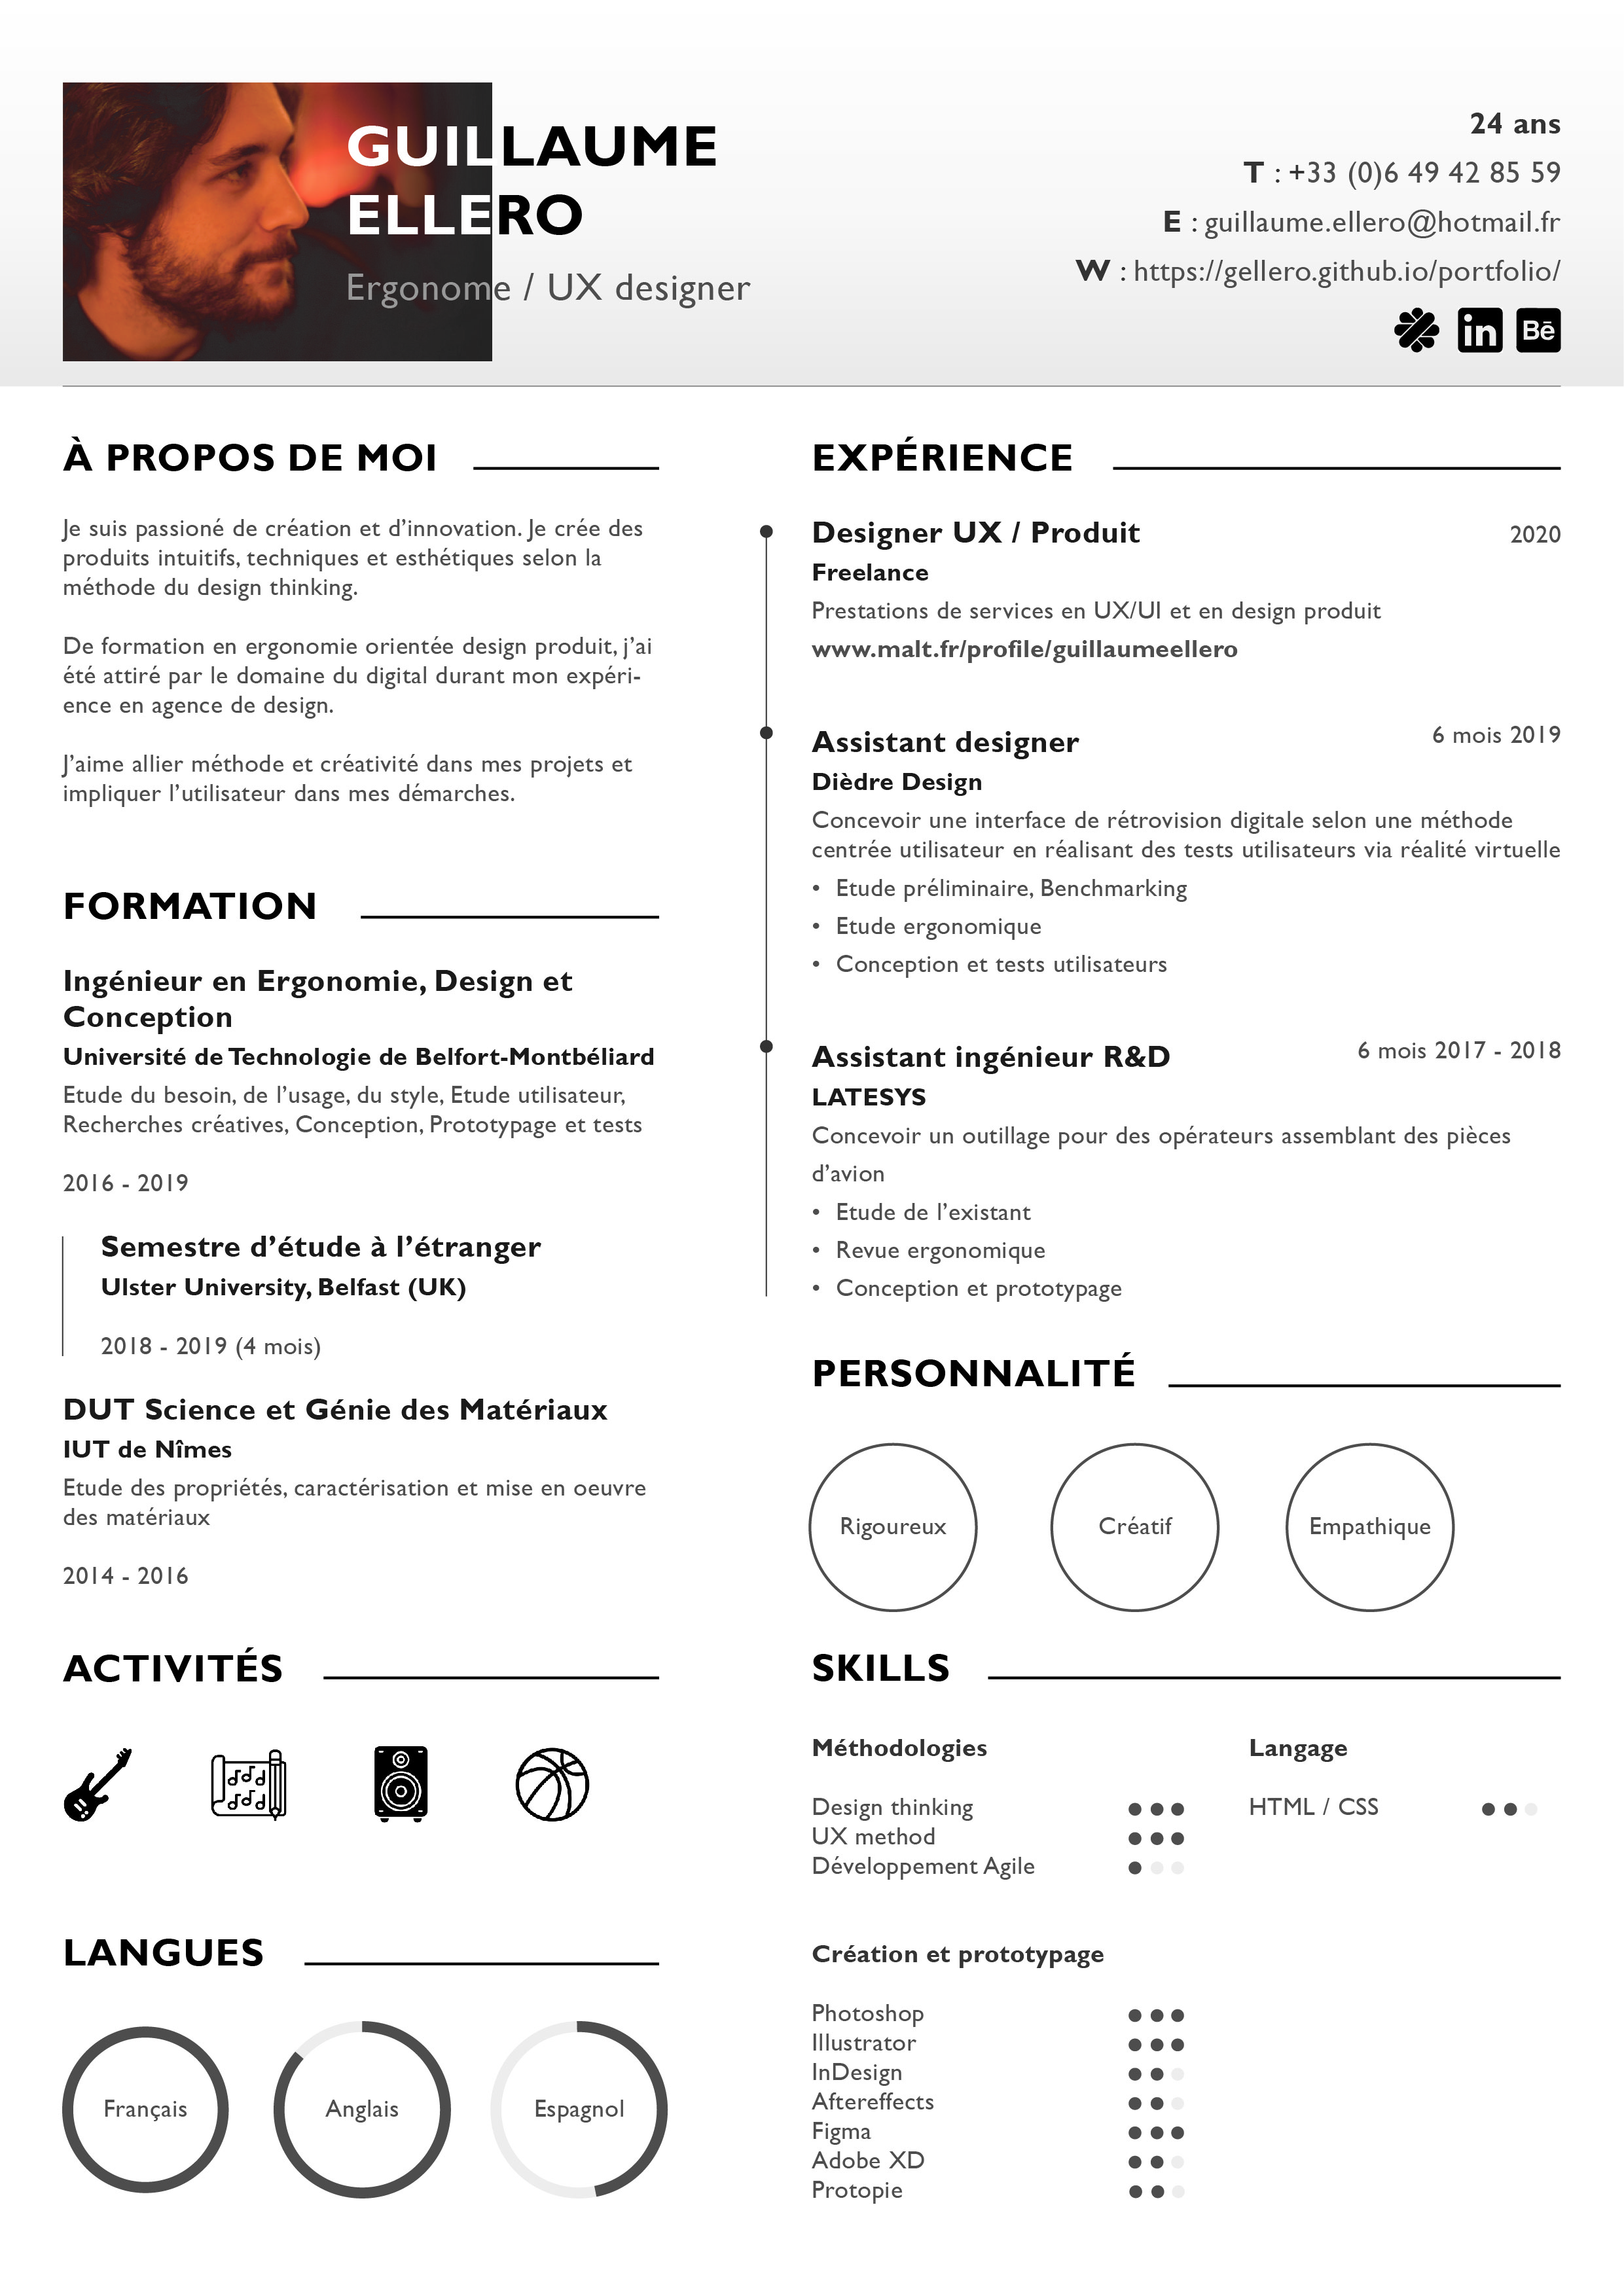 GUILLAUME
ELLERO
Ergonome / UX designer
24 ans
T : +33 (0)6 49 42 85 59
E : guillaume.ellero@hotmail.fr
W : https://gellero.github.io/portfolio/
in
Bē
À PROPOS DE MOI
Je suis passioné de création et d’innovation. Je crée des
produits intuitifs, techniques et esthétiques selon la
méthode du design thinking.
De formation en ergonomie orientée design produit, j’ai
été attiré par le domaine du digital durant mon expéri-
ence en agence de design.
J’aime allier méthode et créativité dans mes projets et
impliquer l’utilisateur dans mes démarches.
FORMATION
Ingénieur en Ergonomie, Design et
Conception
Université de Technologie de Belfort-Montbéliard
Etude du besoin, de l’usage, du style, Etude utilisateur,
Recherches créatives, Conception, Prototypage et tests
2016 - 2019
Semestre d’étude à l’étranger
Ulster University, Belfast (UK)
2018 - 2019 (4 mois)
DUT Science et Génie des Matériaux
IUT de Nîmes
Etude des propriétés, caractérisation et mise en oeuvre
des matériaux
2014 - 2016
ACTIVITÉS
LANGUES
Français
Anglais
Espagnol
EXPÉRIENCE
Designer UX / Produit
2020
Freelance
Prestations de services en UX/UI et en design produit
www.malt.fr/profile/guillaumeellero
Assistant designer
6 mois 2019
Dièdre Design
Concevoir une interface de rétrovision digitale selon une méthode
centrée utilisateur en réalisant des tests utilisateurs via réalité virtuelle
• Etude préliminaire, Benchmarking
• Etude ergonomique
• Conception et tests utilisateurs
Assistant ingénieur R&D
6 mois 2017 - 2018
LATESYS
Concevoir un outillage pour des opérateurs assemblant des pièces
d’avion
• Etude de l’existant
• Revue ergonomique
• Conception et prototypage
PERSONNALITÉ
Rigoureux
Créatif
Empathique
SKILLS
Méthodologies
Design thinking
UX method
Développement Agile
Langage
HTML / CSS
Création et prototypage
Photoshop
Illustrator
InDesign
Aftereffects
Figma
Adobe XD
Protopie